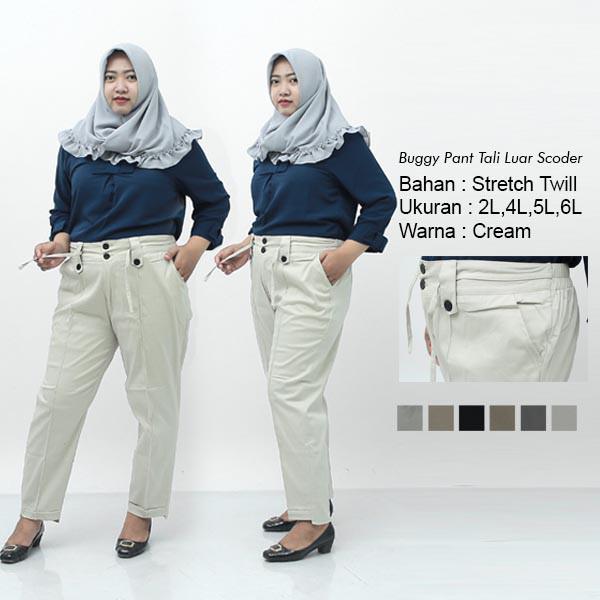 Buggy Pant Tali Luar Scoder
Bahan : Stretch Twill
Ukuran : 2L,4L,5L,6L
Warna : Cream